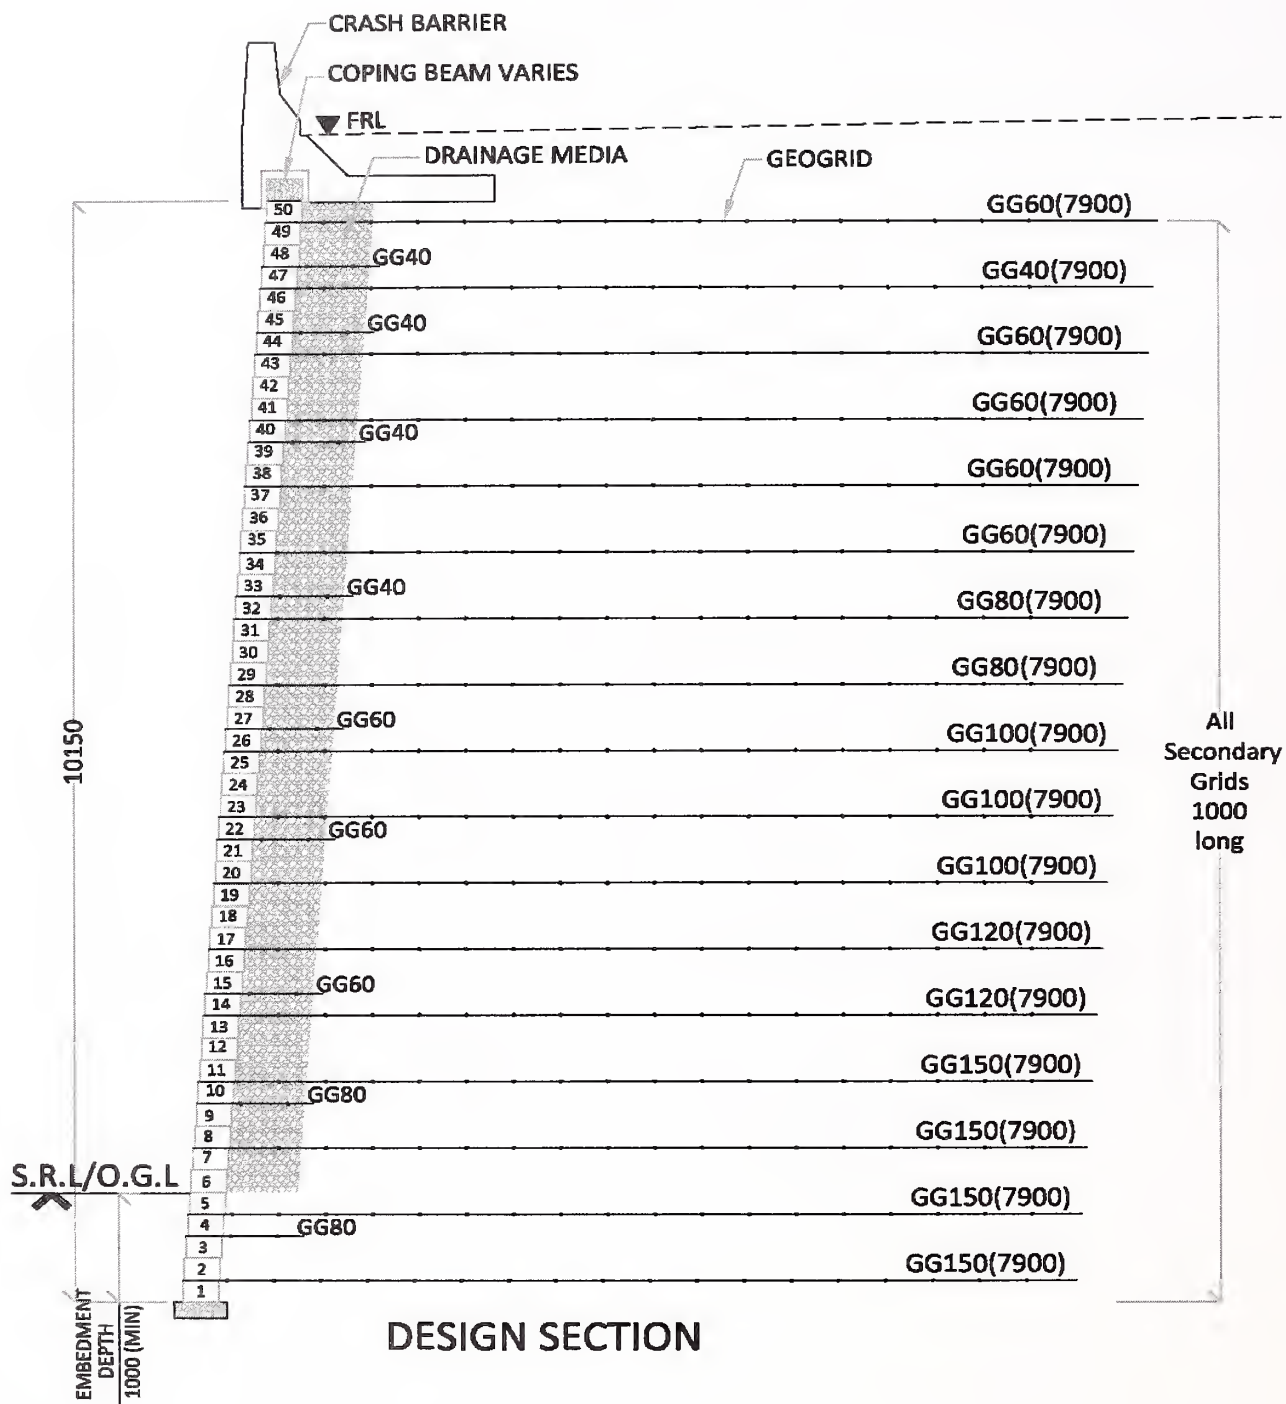 CRASH BARRIER
COPING BEAM VARIES
FRL
DRAINAGE MEDIA
GEOGRID
50
GG60(7900)
49
48
GG40
47
GG40(7900)
46
45
GG40
44
GG60(7900)
43
42
41
GG60(7900)
40
GG40
39
38
GG60(7900)
37
36
35
GG60(7900)
34
33
GG40
32
GG80(7900)
31
30
29
GG80(7900)
28
27
GG60
26
GG100(7900)
25
24
23
GG100(7900)
22
GG60
21
20
GG100(7900)
19
18
17
GG120(7900)
16
15
GG60
14
GG120(7900)
13
12
11
GG150(7900)
10
GG80
9
8
GG150(7900)
7
6
5
GG150(7900)
4
GG80
3
2
GG150(7900)
1
10150
All
Secondary
Grids
1000
long
S.R.L/O.G.L
EMBEDMENT
DEPTH
1000 (MIN)
DESIGN SECTION